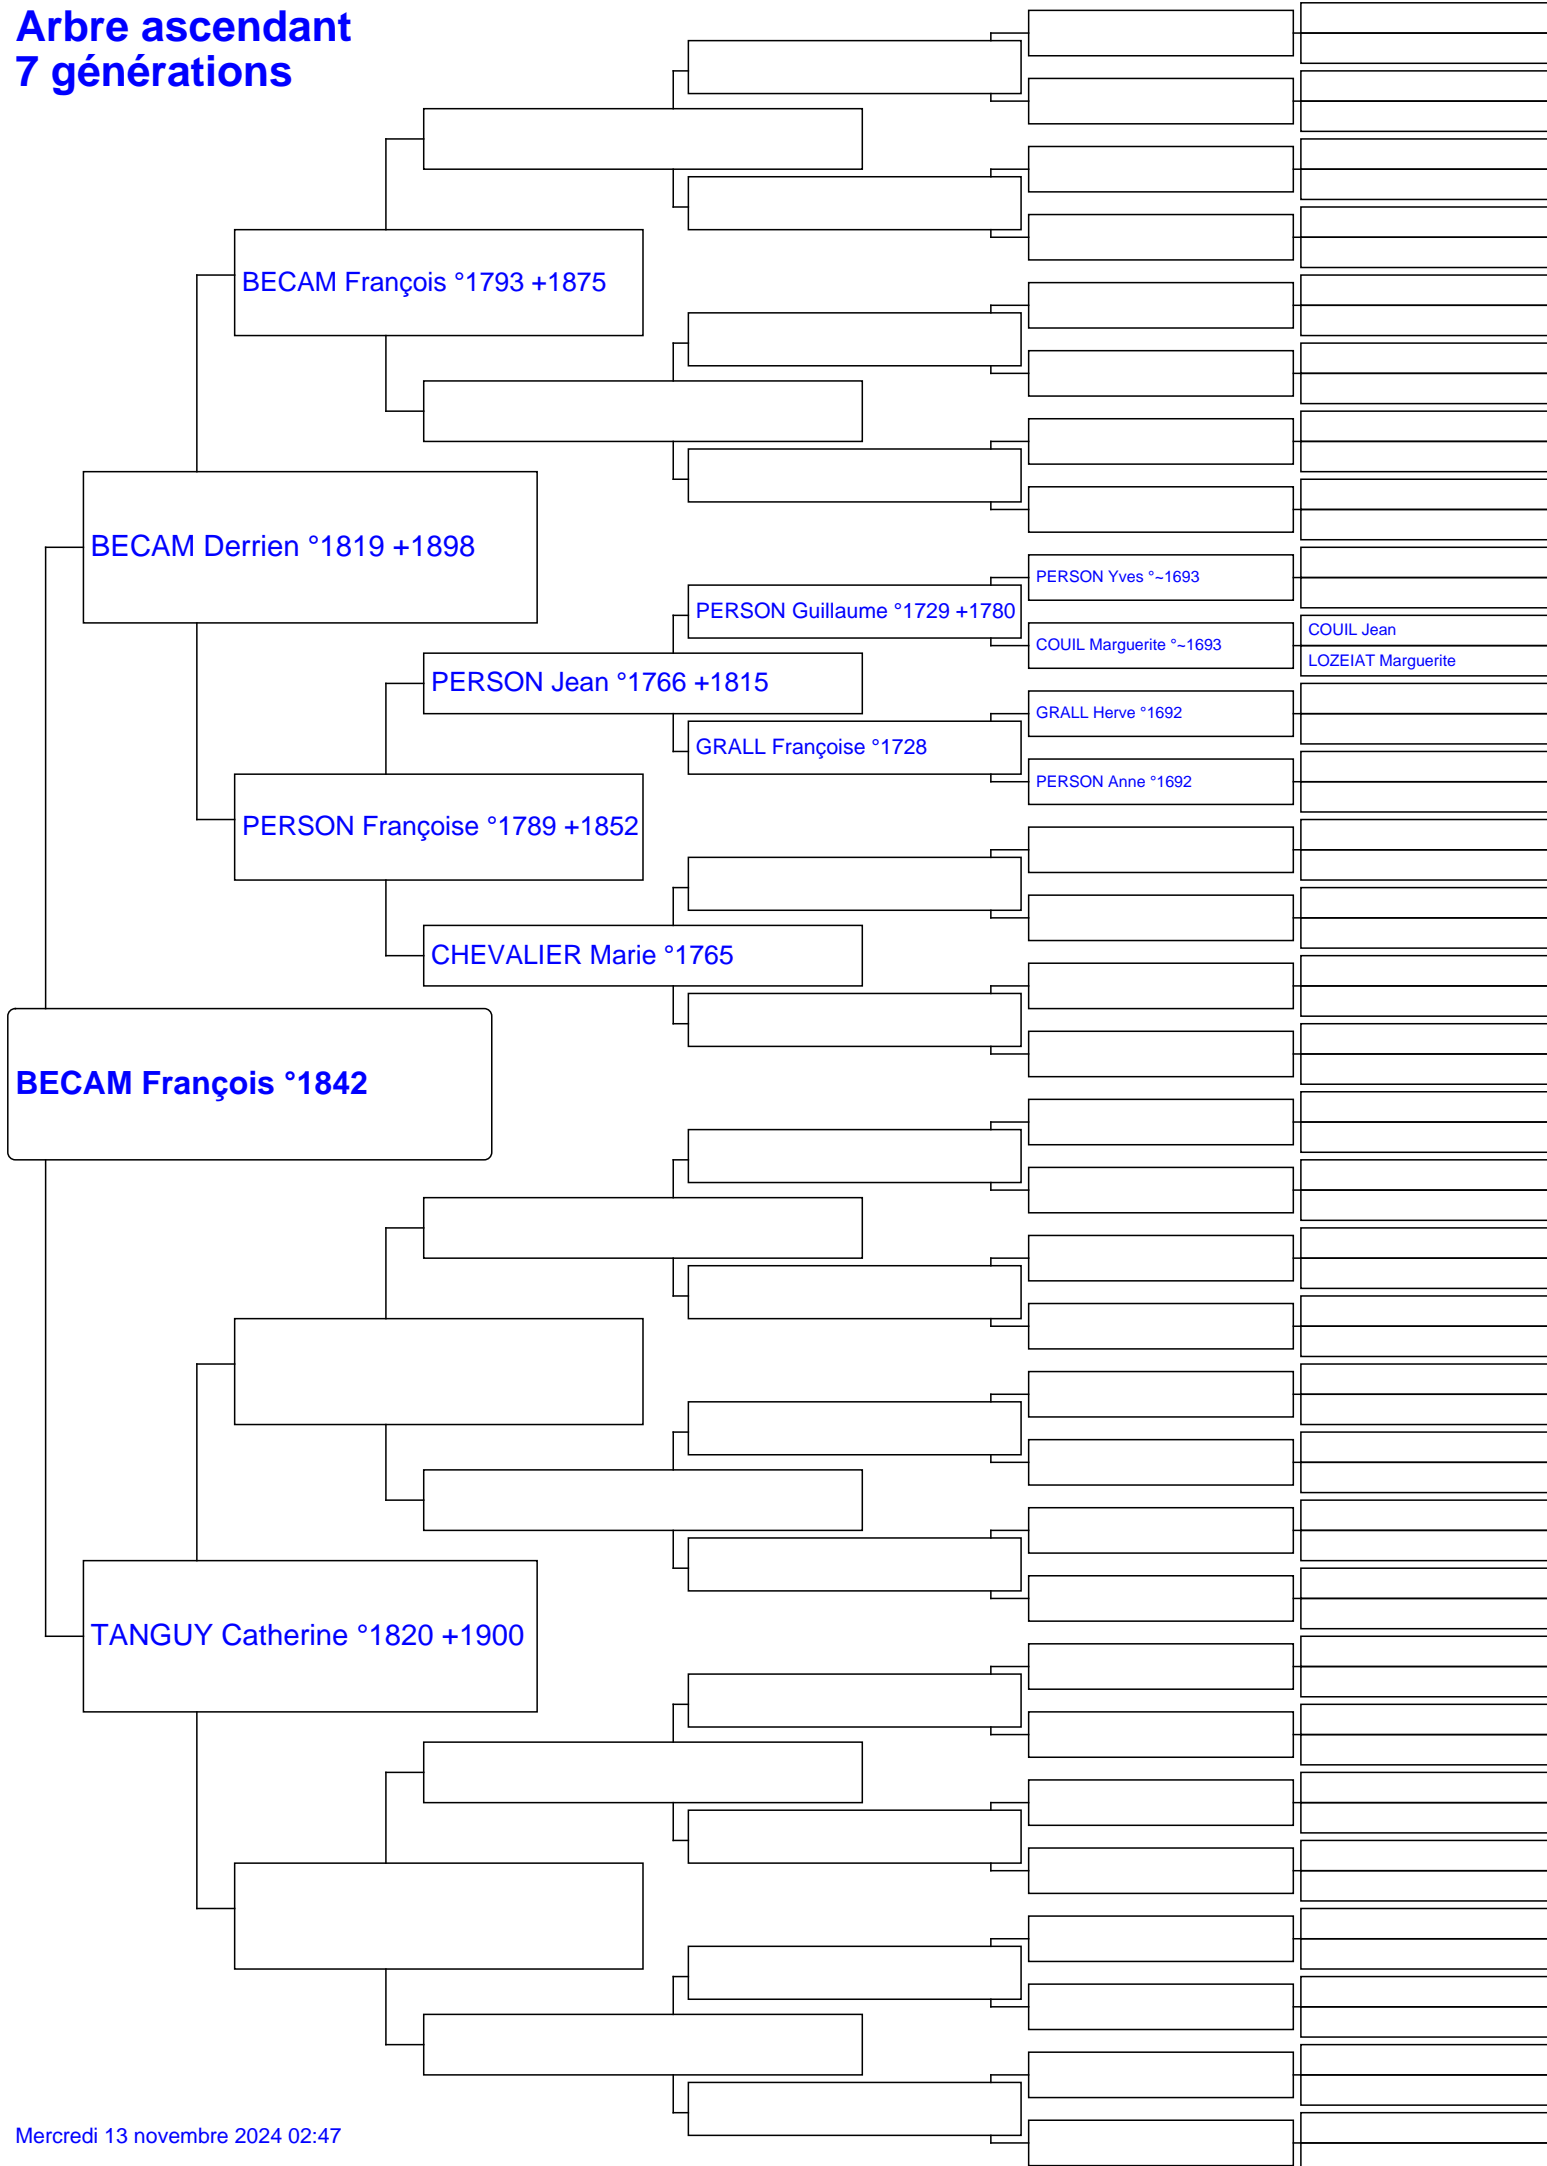 Arbre ascendant
7 générations
BECAM François °1793 +1875
BECAM Derrien °1819 +1898
PERSON Yves °~1693
PERSON Guillaume °1729 +1780
COUIL Jean
COUIL Marguerite °~1693
LOZEIAT Marguerite
PERSON Jean °1766 +1815
GRALL Herve °1692
GRALL Françoise °1728
PERSON Anne °1692
PERSON Françoise °1789 +1852
CHEVALIER Marie °1765
BECAM François °1842
TANGUY Catherine °1820 +1900
Mercredi 13 novembre 2024 02:47